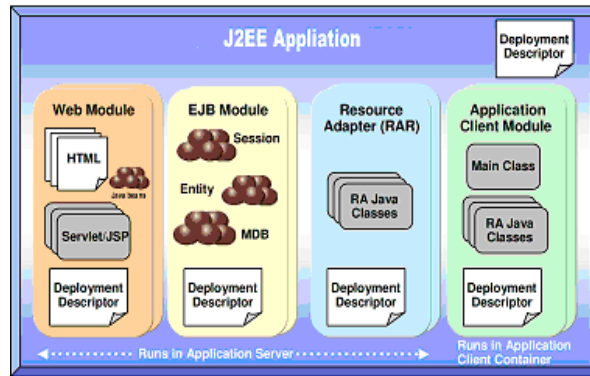 J2EE Appliation
Deployment
Descriptor
Web Module
HTML
Java beans
Servlet/JSP
Deployment
Descriptor
EJB Module
Session
Entity
MDB
Deployment
Descriptor
Resource
Adapter (RAR)
RA Java
Classes
Deployment
Descriptor
Application
Client Module
Main Class
RA Java
Classes
Deployment
Descriptor
Runs in Application Server
Runs in Application
Client Container